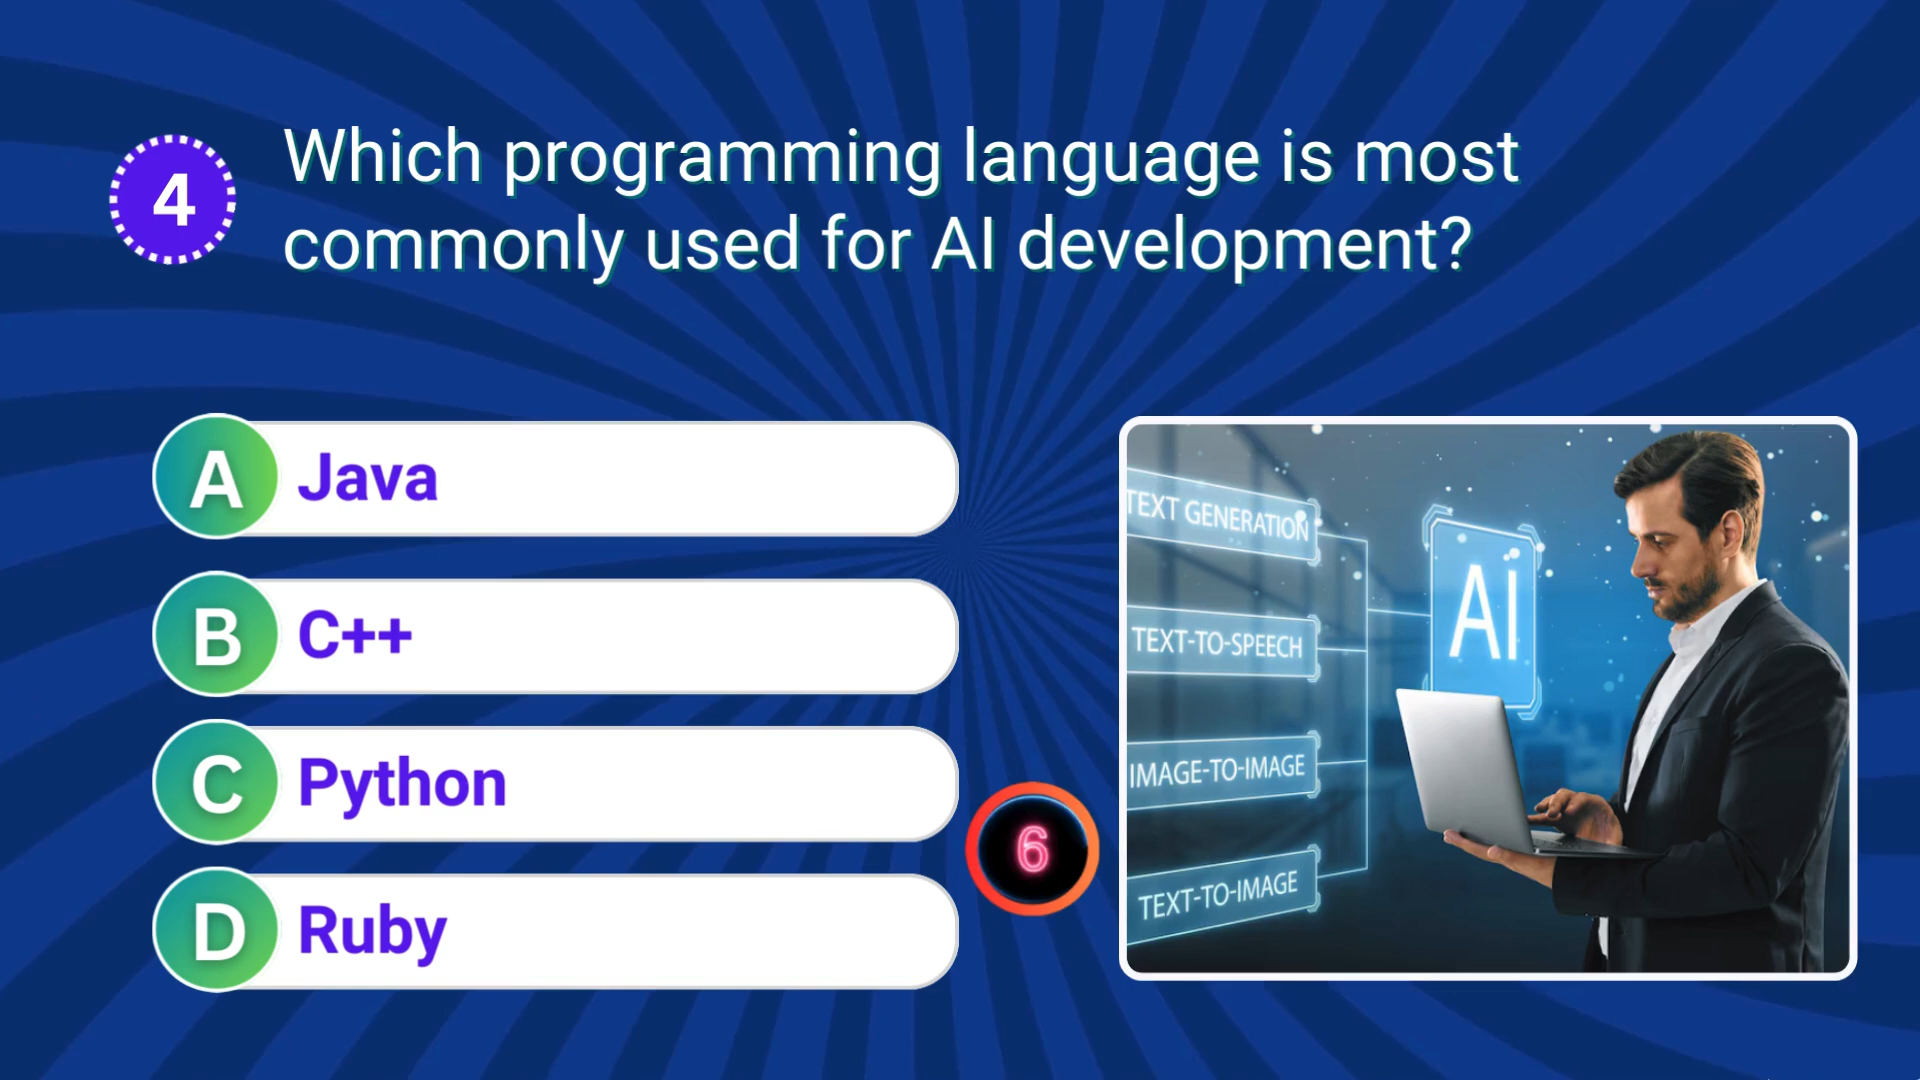 4
Which programming language is most
commonly used for AI development?
A Java
B C++
C Python
D Ruby
6
TEXT GENERATION
TEXT-TO-SPEECH
IMAGE-TO-IMAGE
TEXT-TO-IMAGE
AI